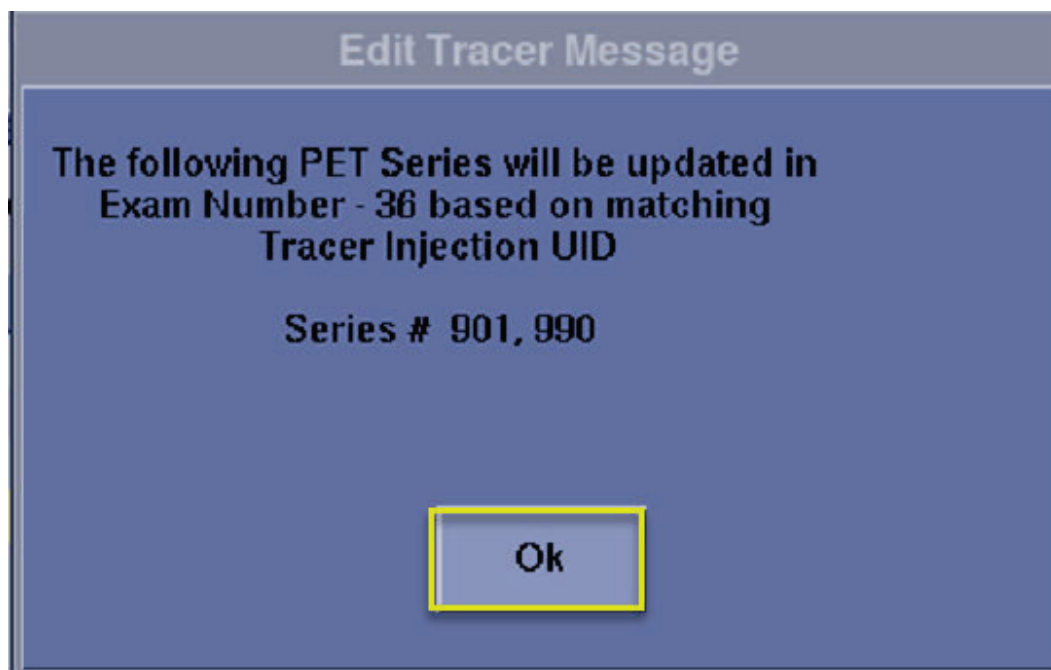 Edit Tracer Message
The following PET Series will be updated in
Exam Number - 36 based on matching
Tracer Injection UID
Series # 901, 990
Ok